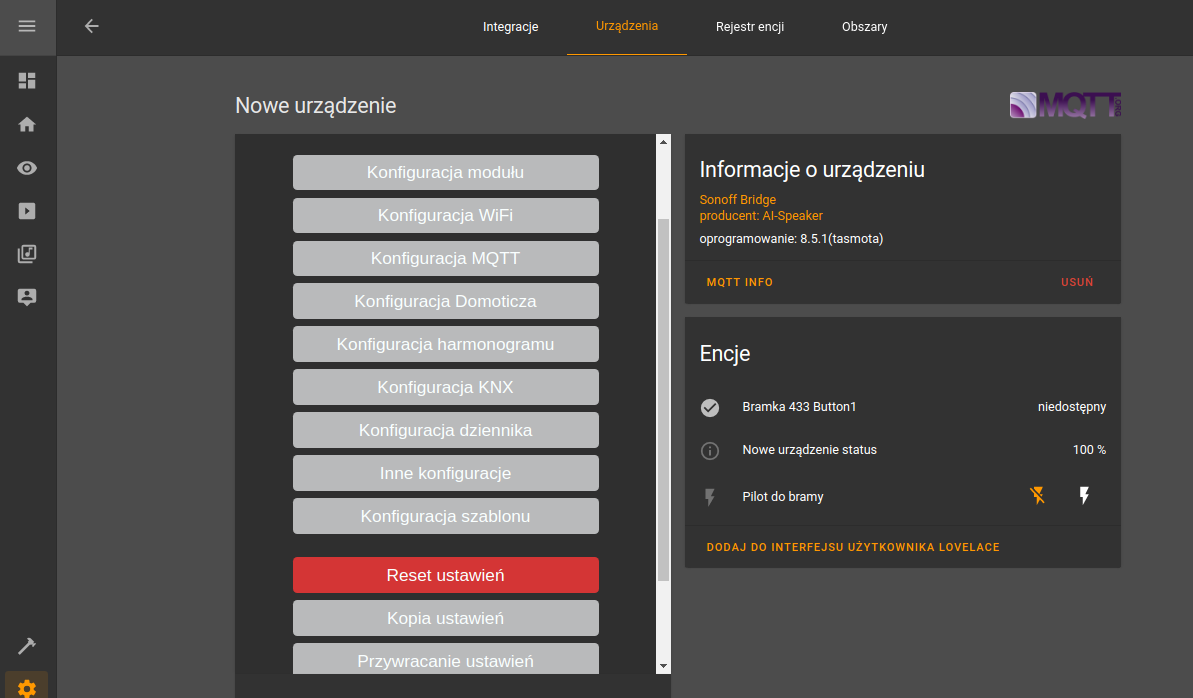 Integracje
Urządzenia
Rejestr encji
Obszary
Nowe urządzenie
MQTT
.ORG
Konfiguracja modułu
Konfiguracja WiFi
Konfiguracja MQTT
Konfiguracja Domoticza
Konfiguracja harmonogramu
Konfiguracja KNX
Konfiguracja dziennika
Inne konfiguracje
Konfiguracja szablonu
Reset ustawień
Kopia ustawień
Przywracanie ustawień
Informacje o urządzeniu
Sonoff Bridge
producent: AI-Speaker
oprogramowanie: 8.5.1(tasmota)
MQTT INFO
USUŃ
Encje
Bramka 433 Button1
niedostępny
Nowe urządzenie status
100 %
Pilot do bramy
DODAJ DO INTERFEJSU UŻYTKOWNIKA LOVELACE